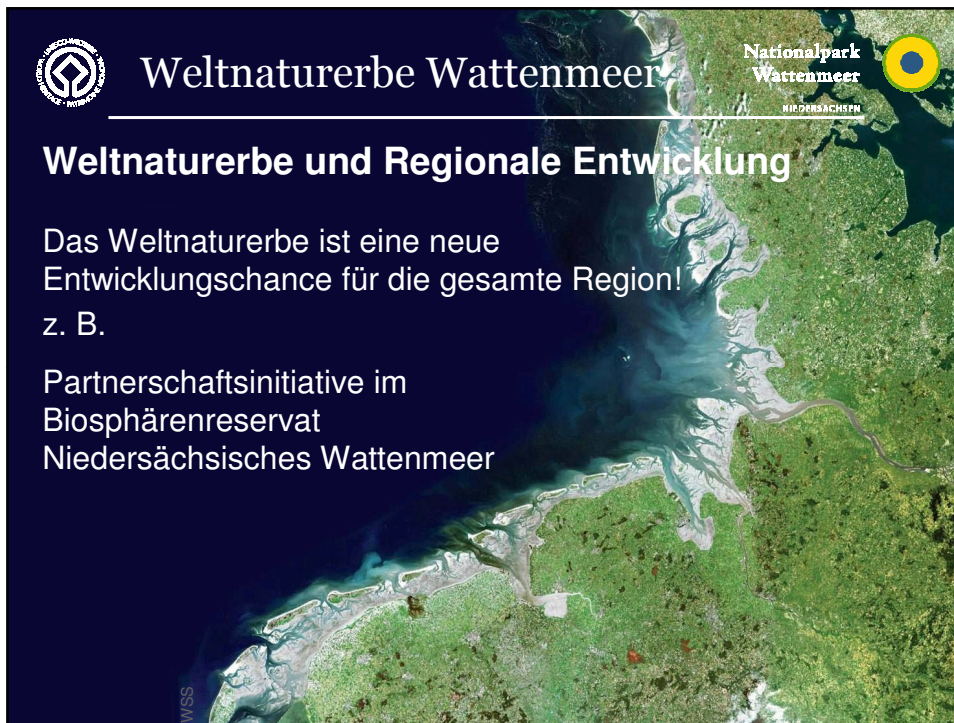 Weltnaturerbe Wattenmeer
Nationalpark
Wattenmeer
NIEDERSACHSEN
Weltnaturerbe und Regionale Entwicklung
Das Weltnaturerbe ist eine neue
Entwicklungschance für die gesamte Region!
z. B.
Partnerschaftsinitiative im
Biosphärenreservat
Niedersächsisches Wattenmeer